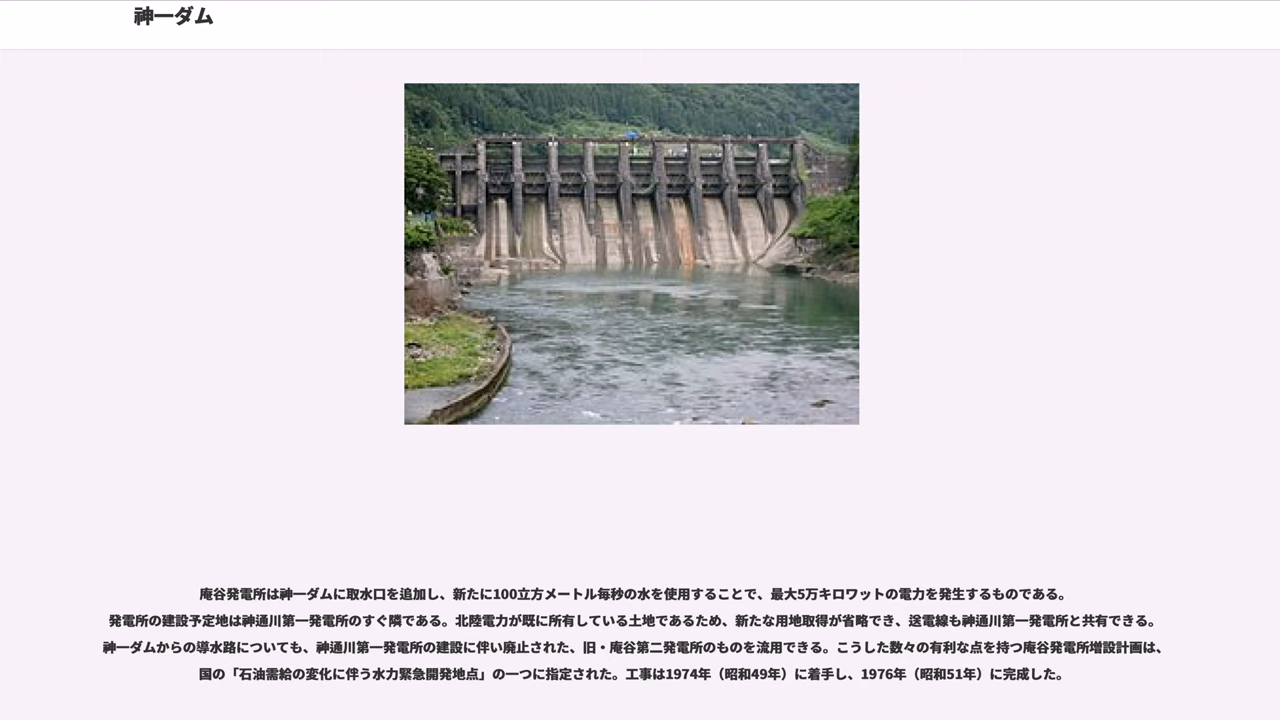 神一ダム
庵谷発電所は神一ダムに取水口を追加し、新たに100立方メートル毎秒の水を使用することで、最大5万キロワットの電力を発生するものである。
発電所の建設予定地は神通川第一発電所のすぐ隣である。北陸電力が既に所有している土地であるため、新たな用地取得が省略でき、送電線も神通川第一発電所と共有できる。
神一ダムからの導水路についても、神通川第一発電所の建設に伴い廃止された、旧・庵谷第二発電所のものを流用できる。こうした数々の有利な点を持つ庵谷発電所増設計画は、
国の「石油需給の変化に伴う水力緊急開発地点」の一つに指定された。工事は1974年（昭和49年）に着手し、1976年（昭和51年）に完成した。